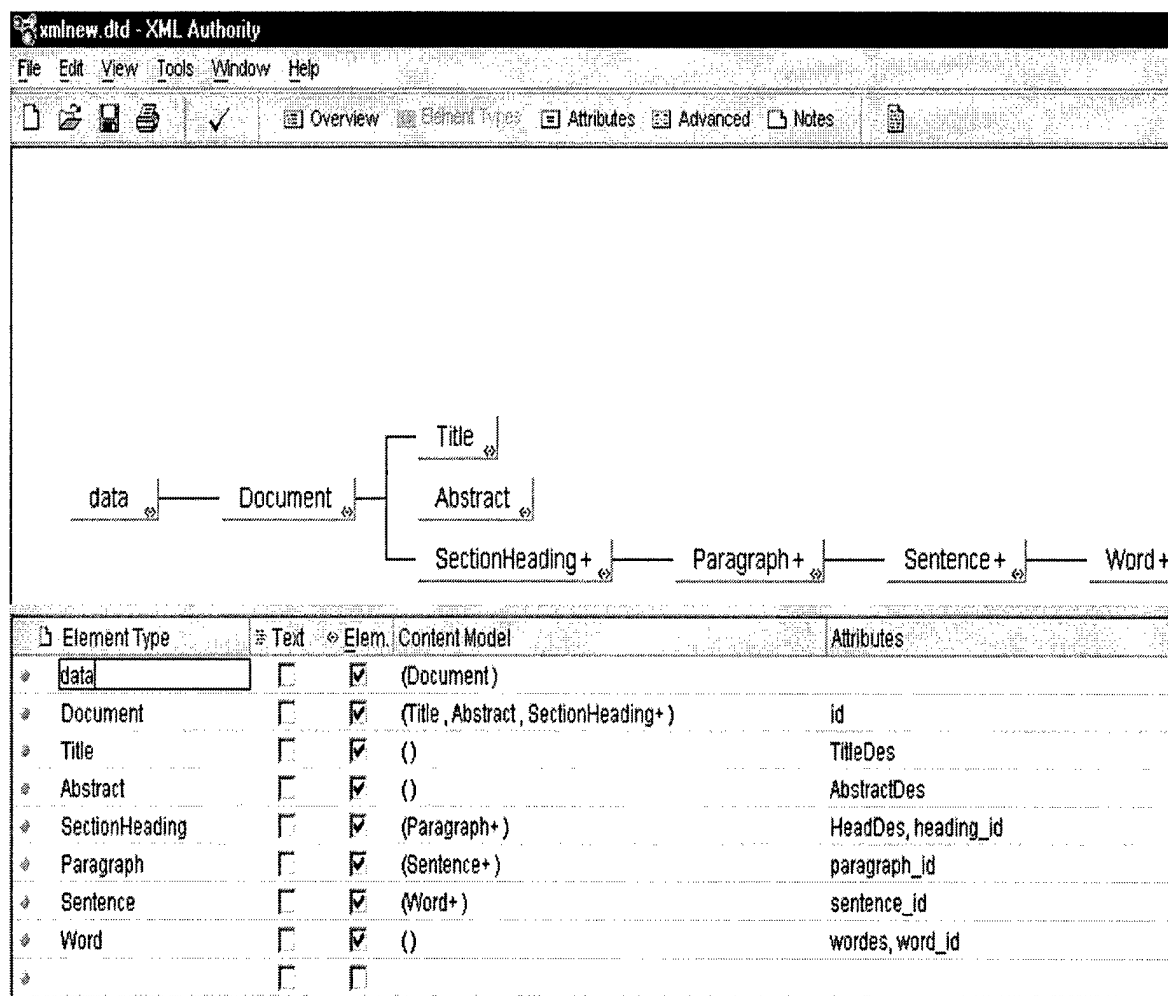 xmlnew.dtd - XML Authority
File Edit View Tools Window Help
Overview Element Types Attributes Advanced Notes
Title
data Document Abstract
SectionHeading + Paragraph + Sentence + Word +
Element Type Text Elem. Content Model Attributes
data (Document)
Document (Title , Abstract , SectionHeading+ ) id
Title () TitleDes
Abstract () AbstractDes
SectionHeading (Paragraph+ ) HeadDes, heading_id
Paragraph (Sentence+ ) paragraph_id
Sentence (Word+ ) sentence_id
Word () wordes, word_id